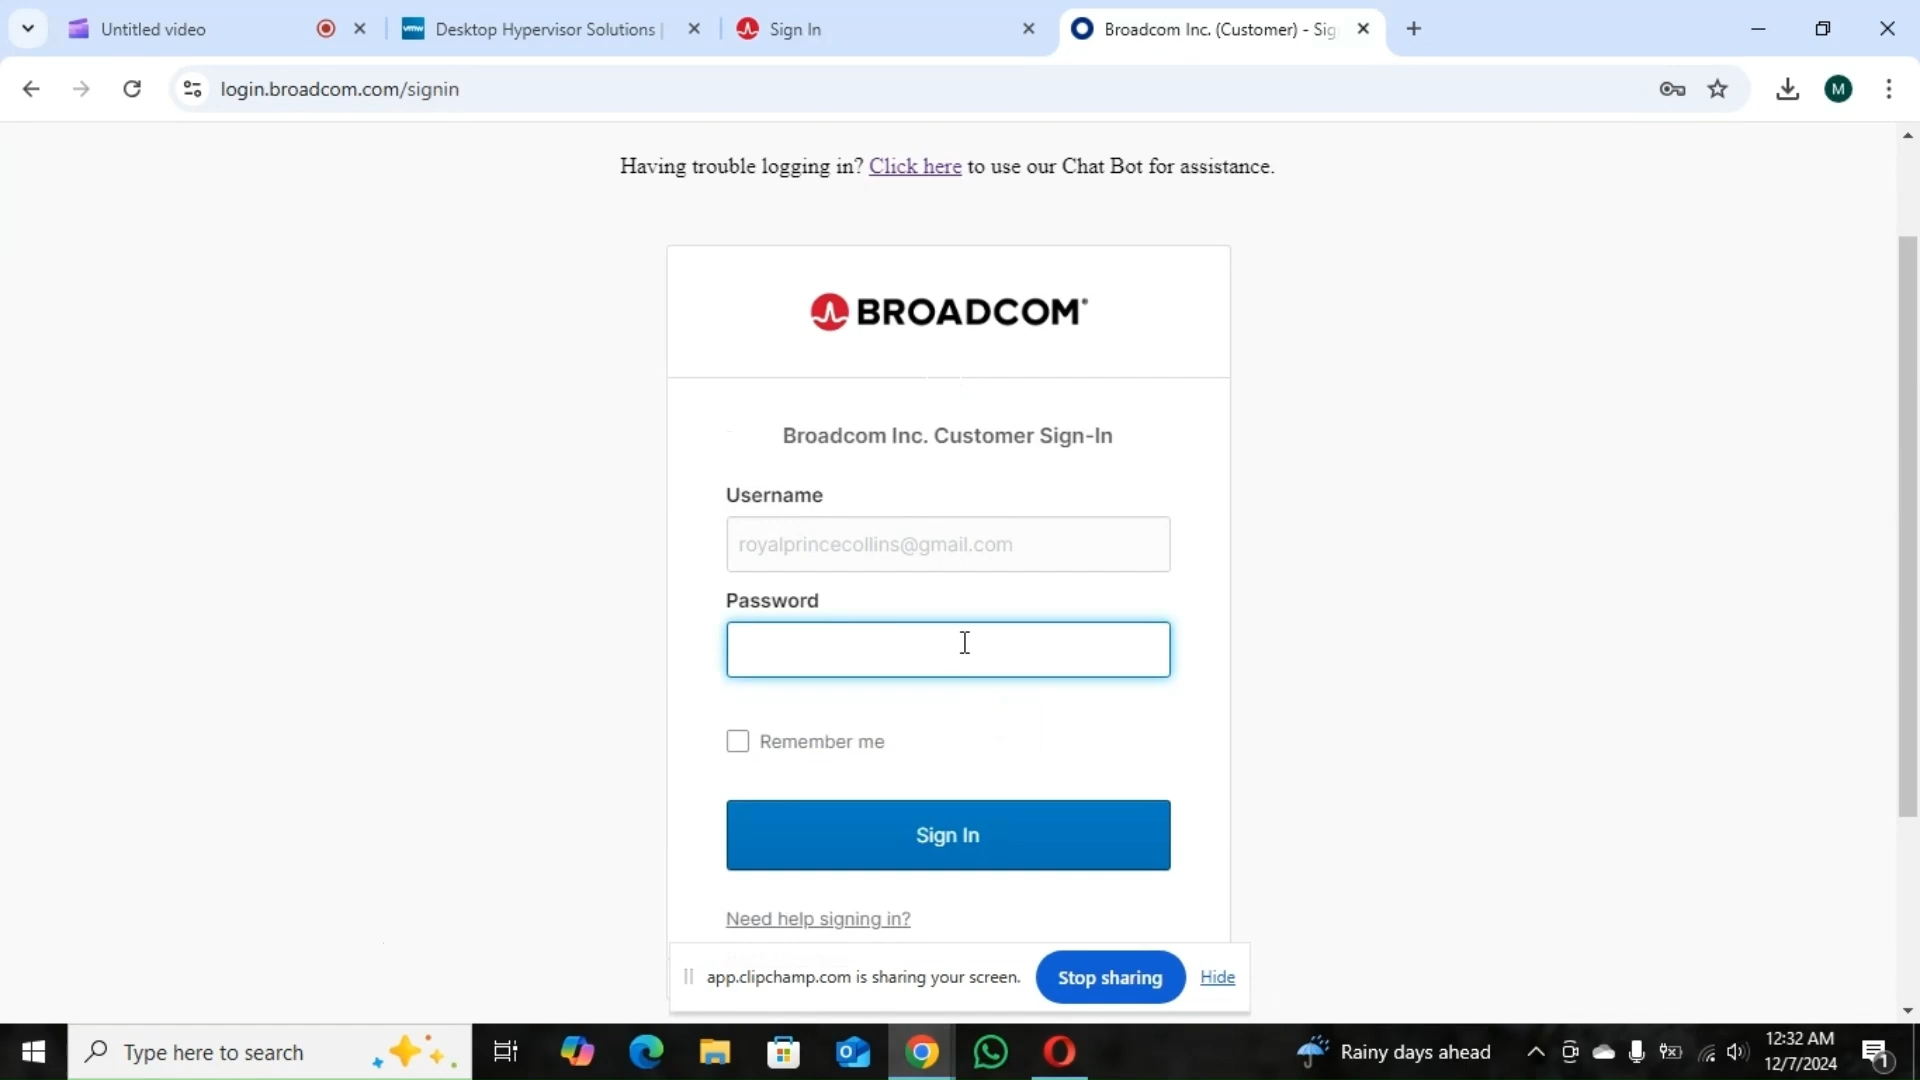 Untitled video
vmw
Desktop Hypervisor Solutions |
Sign In
Broadcom Inc. (Customer) - Sig
login.broadcom.com/signin
M
Having trouble logging in? Click here to use our Chat Bot for assistance.
BROADCOM®
Broadcom Inc. Customer Sign-In
Username
royalprincecollins@gmail.com
Password
Remember me
Sign In
Need help signing in?
app.clipchamp.com is sharing your screen.
Stop sharing
Hide
Type here to search
Rainy days ahead
12:32 AM
12/7/2024
1